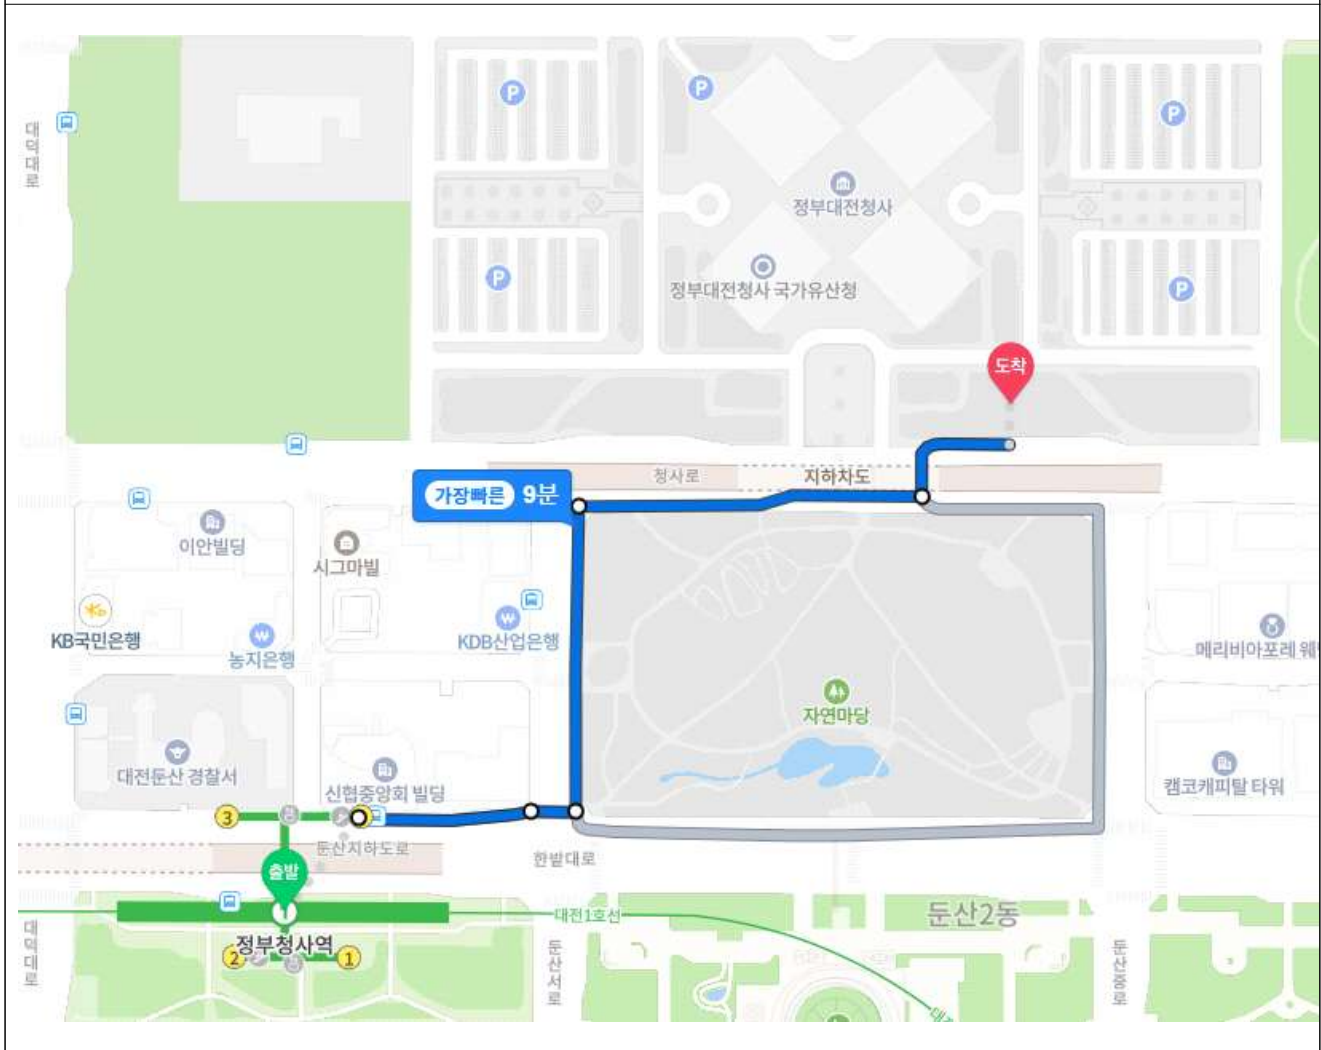 대덕대로
P
P
P
정부대전청사
P
정부대전청사 국가유산청
P
도착
청사로
지하차도
가장빠른 9분
이안빌딩
시그마빌
KB국민은행
농지은행
KDB산업은행
메리비아포레 웨
자연마당
대전둔산 경찰서
신협중앙회 빌딩
캠코캐피탈 타워
3
둔산지하도로
한밭대로
출발
대전1호선
둔산2동
대덕대로
정부청사역
2
1
둔산서로
둔산중로